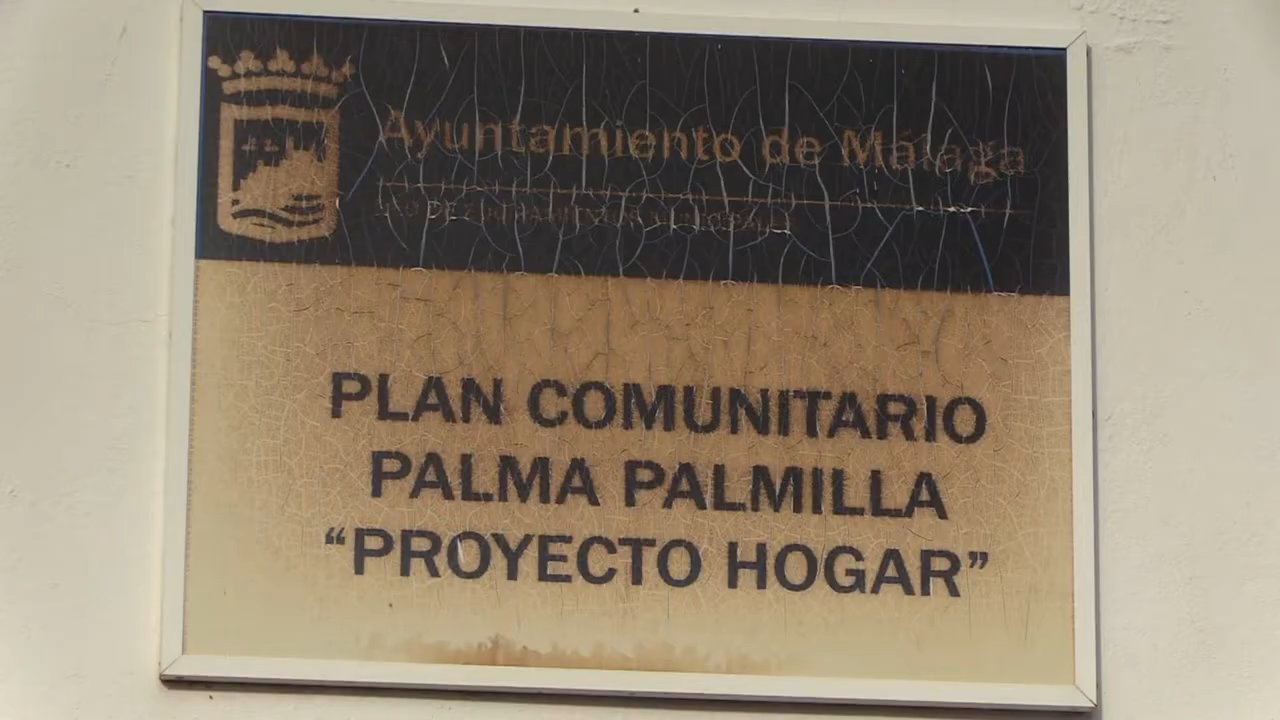 Ayuntamiento de Málaga
PLAN COMUNITARIO
PALMA PALMILLA
“PROYECTO HOGAR”